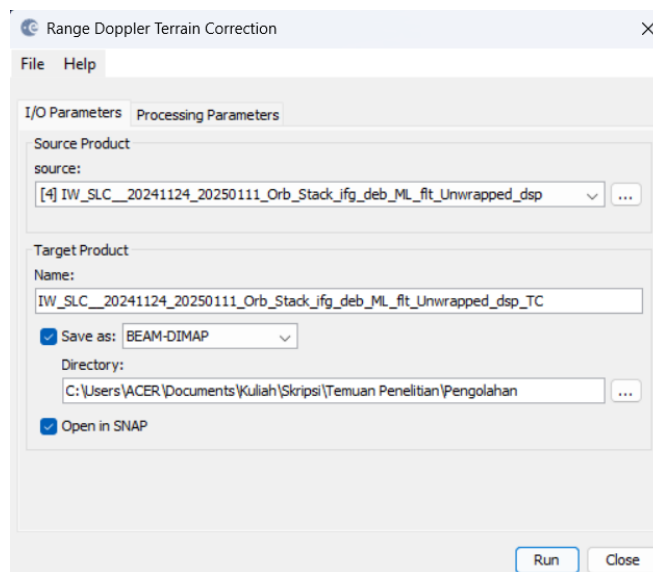 Range Doppler Terrain Correction
File Help
I/O Parameters Processing Parameters
Source Product
source:
[4] IW_SLC__20241124_20250111_Orb_Stack_ifg_deb_ML_flt_Unwrapped_dsp
...
Target Product
Name:
IW_SLC__20241124_20250111_Orb_Stack_ifg_deb_ML_flt_Unwrapped_dsp_TC
Save as: BEAM-DIMAP
Directory:
C:\Users\ACER\Documents\Kuliah\Skripsi\Temuan Penelitian\Pengolahan
...
Open in SNAP
Run Close